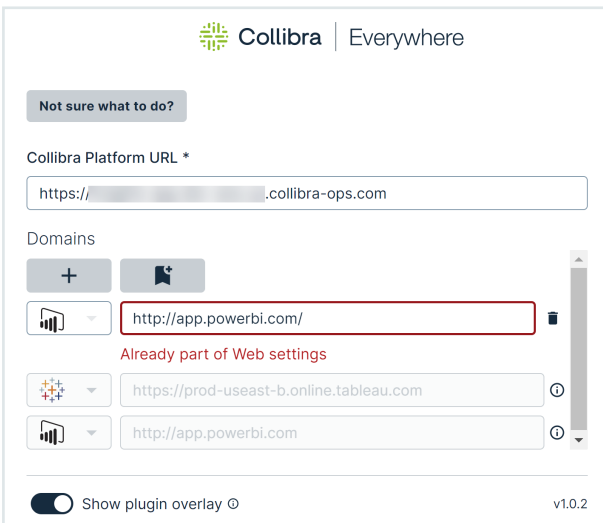 Collibra | Everywhere
Not sure what to do?
Collibra Platform URL *
https:// .collibra-ops.com
Domains
http://app.powerbi.com/
Already part of Web settings
https://prod-useast-b.online.tableau.com
http://app.powerbi.com
Show plugin overlay
v1.0.2